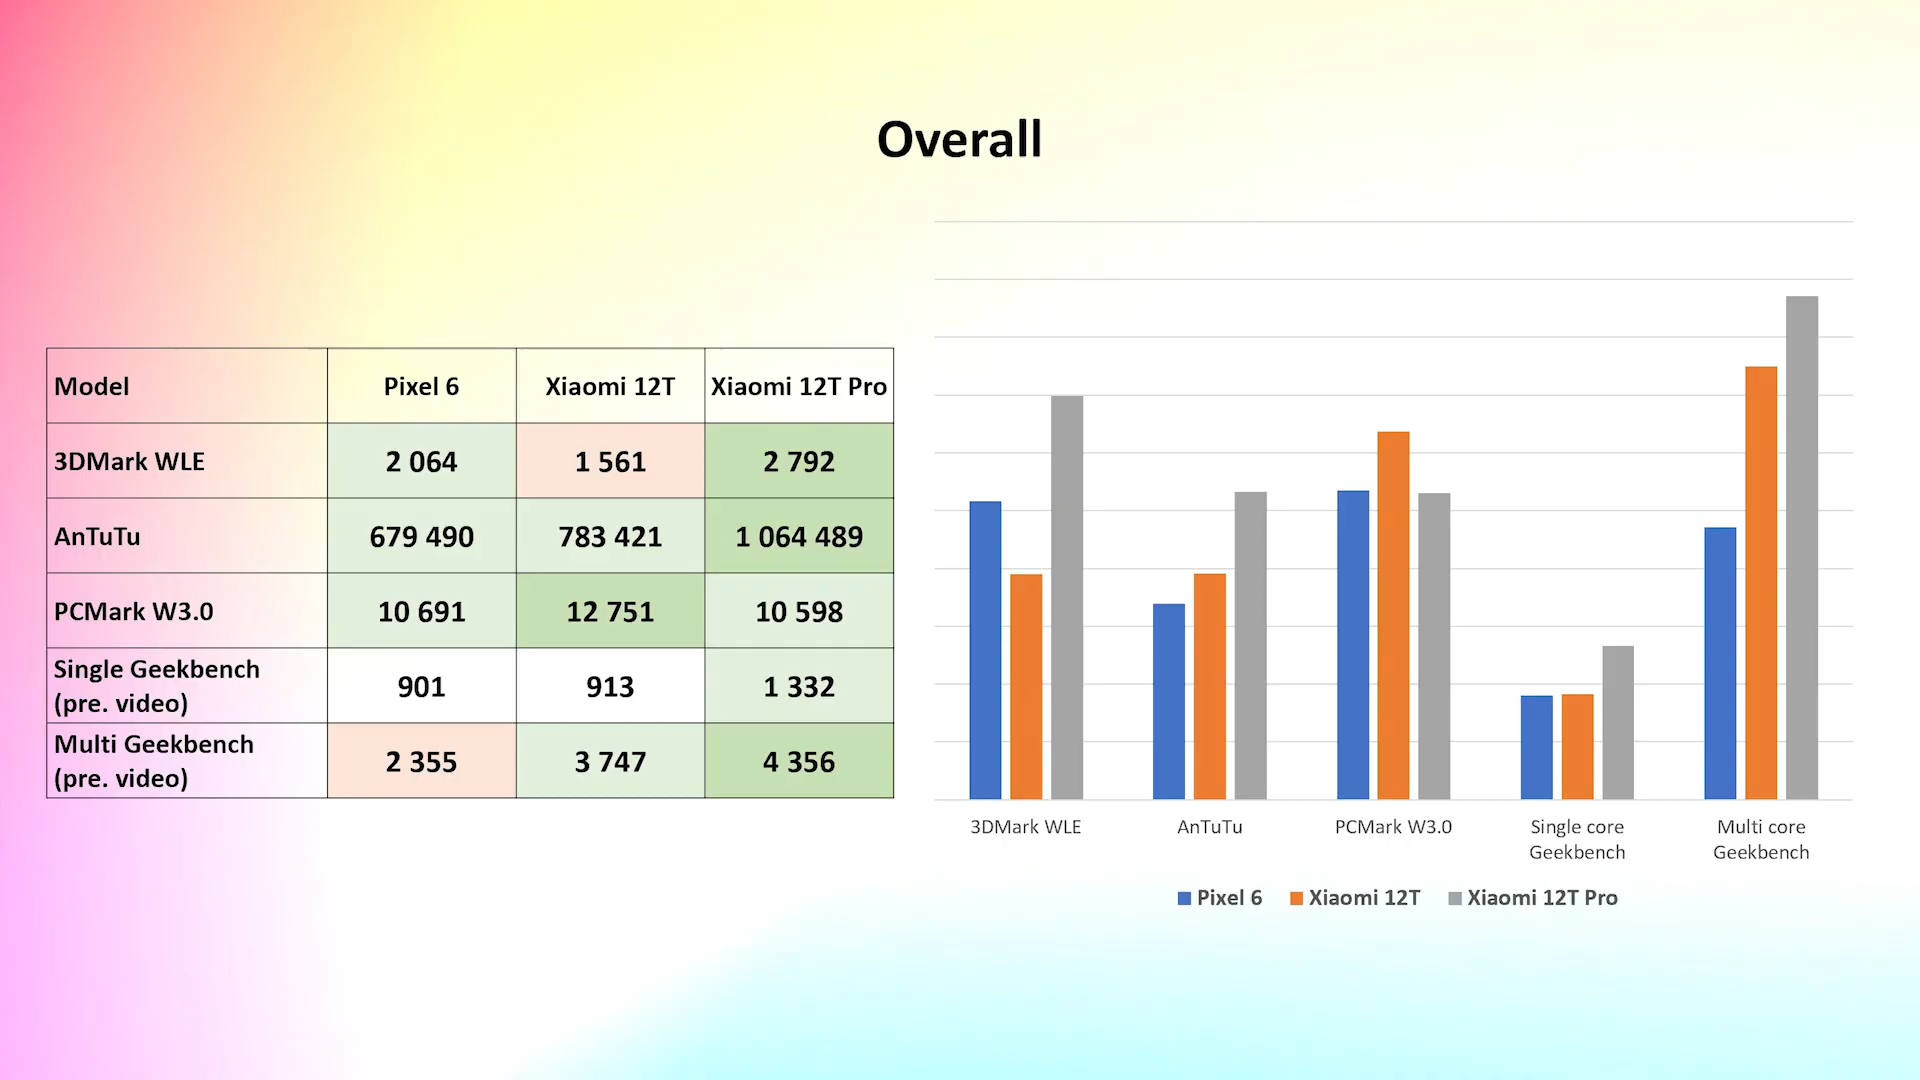 Overall
Model Pixel 6 Xiaomi 12T Xiaomi 12T Pro
3DMark WLE 2 064 1 561 2 792
AnTuTu 679 490 783 421 1 064 489
PCMark W3.0 10 691 12 751 10 598
Single Geekbench
(pre. video) 901 913 1 332
Multi Geekbench
(pre. video) 2 355 3 747 4 356
3DMark WLE AnTuTu PCMark W3.0 Single core Multi core
Geekbench Geekbench
Pixel 6 Xiaomi 12T Xiaomi 12T Pro